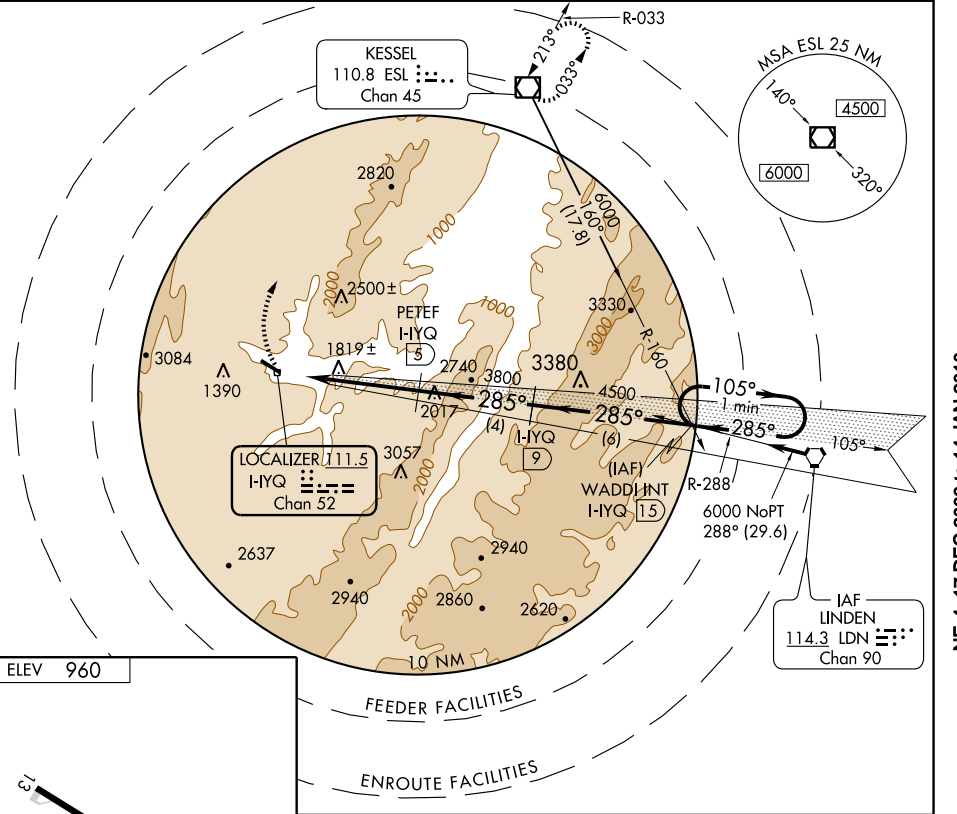 R-033
213°
033°
KESSEL
110.8 ESL
Chan 45
MSA ESL 25 NM
140°
4500
6000
320°
2820
1000
6000
160°
(17.8)
2000
2500±
PETEF
I-IYQ
5
1000
3330
3000
R-160
3084
1390
1819±
2740
3800
3380
4500
105°
1 min
285°
105°
2017
285°
(4)
285°
(6)
I-IYQ
9
LOCALIZER 111.5
I-IYQ
Chan 52
3057
2000
(IAF)
WADDI INT
I-IYQ 15
R-288
6000 NoPT
288° (29.6)
2637
2940
2940
2860
2000
2620
IAF
LINDEN
114.3 LDN
Chan 90
10 NM
FEEDER FACILITIES
ENROUTE FACILITIES
ELEV 960
13